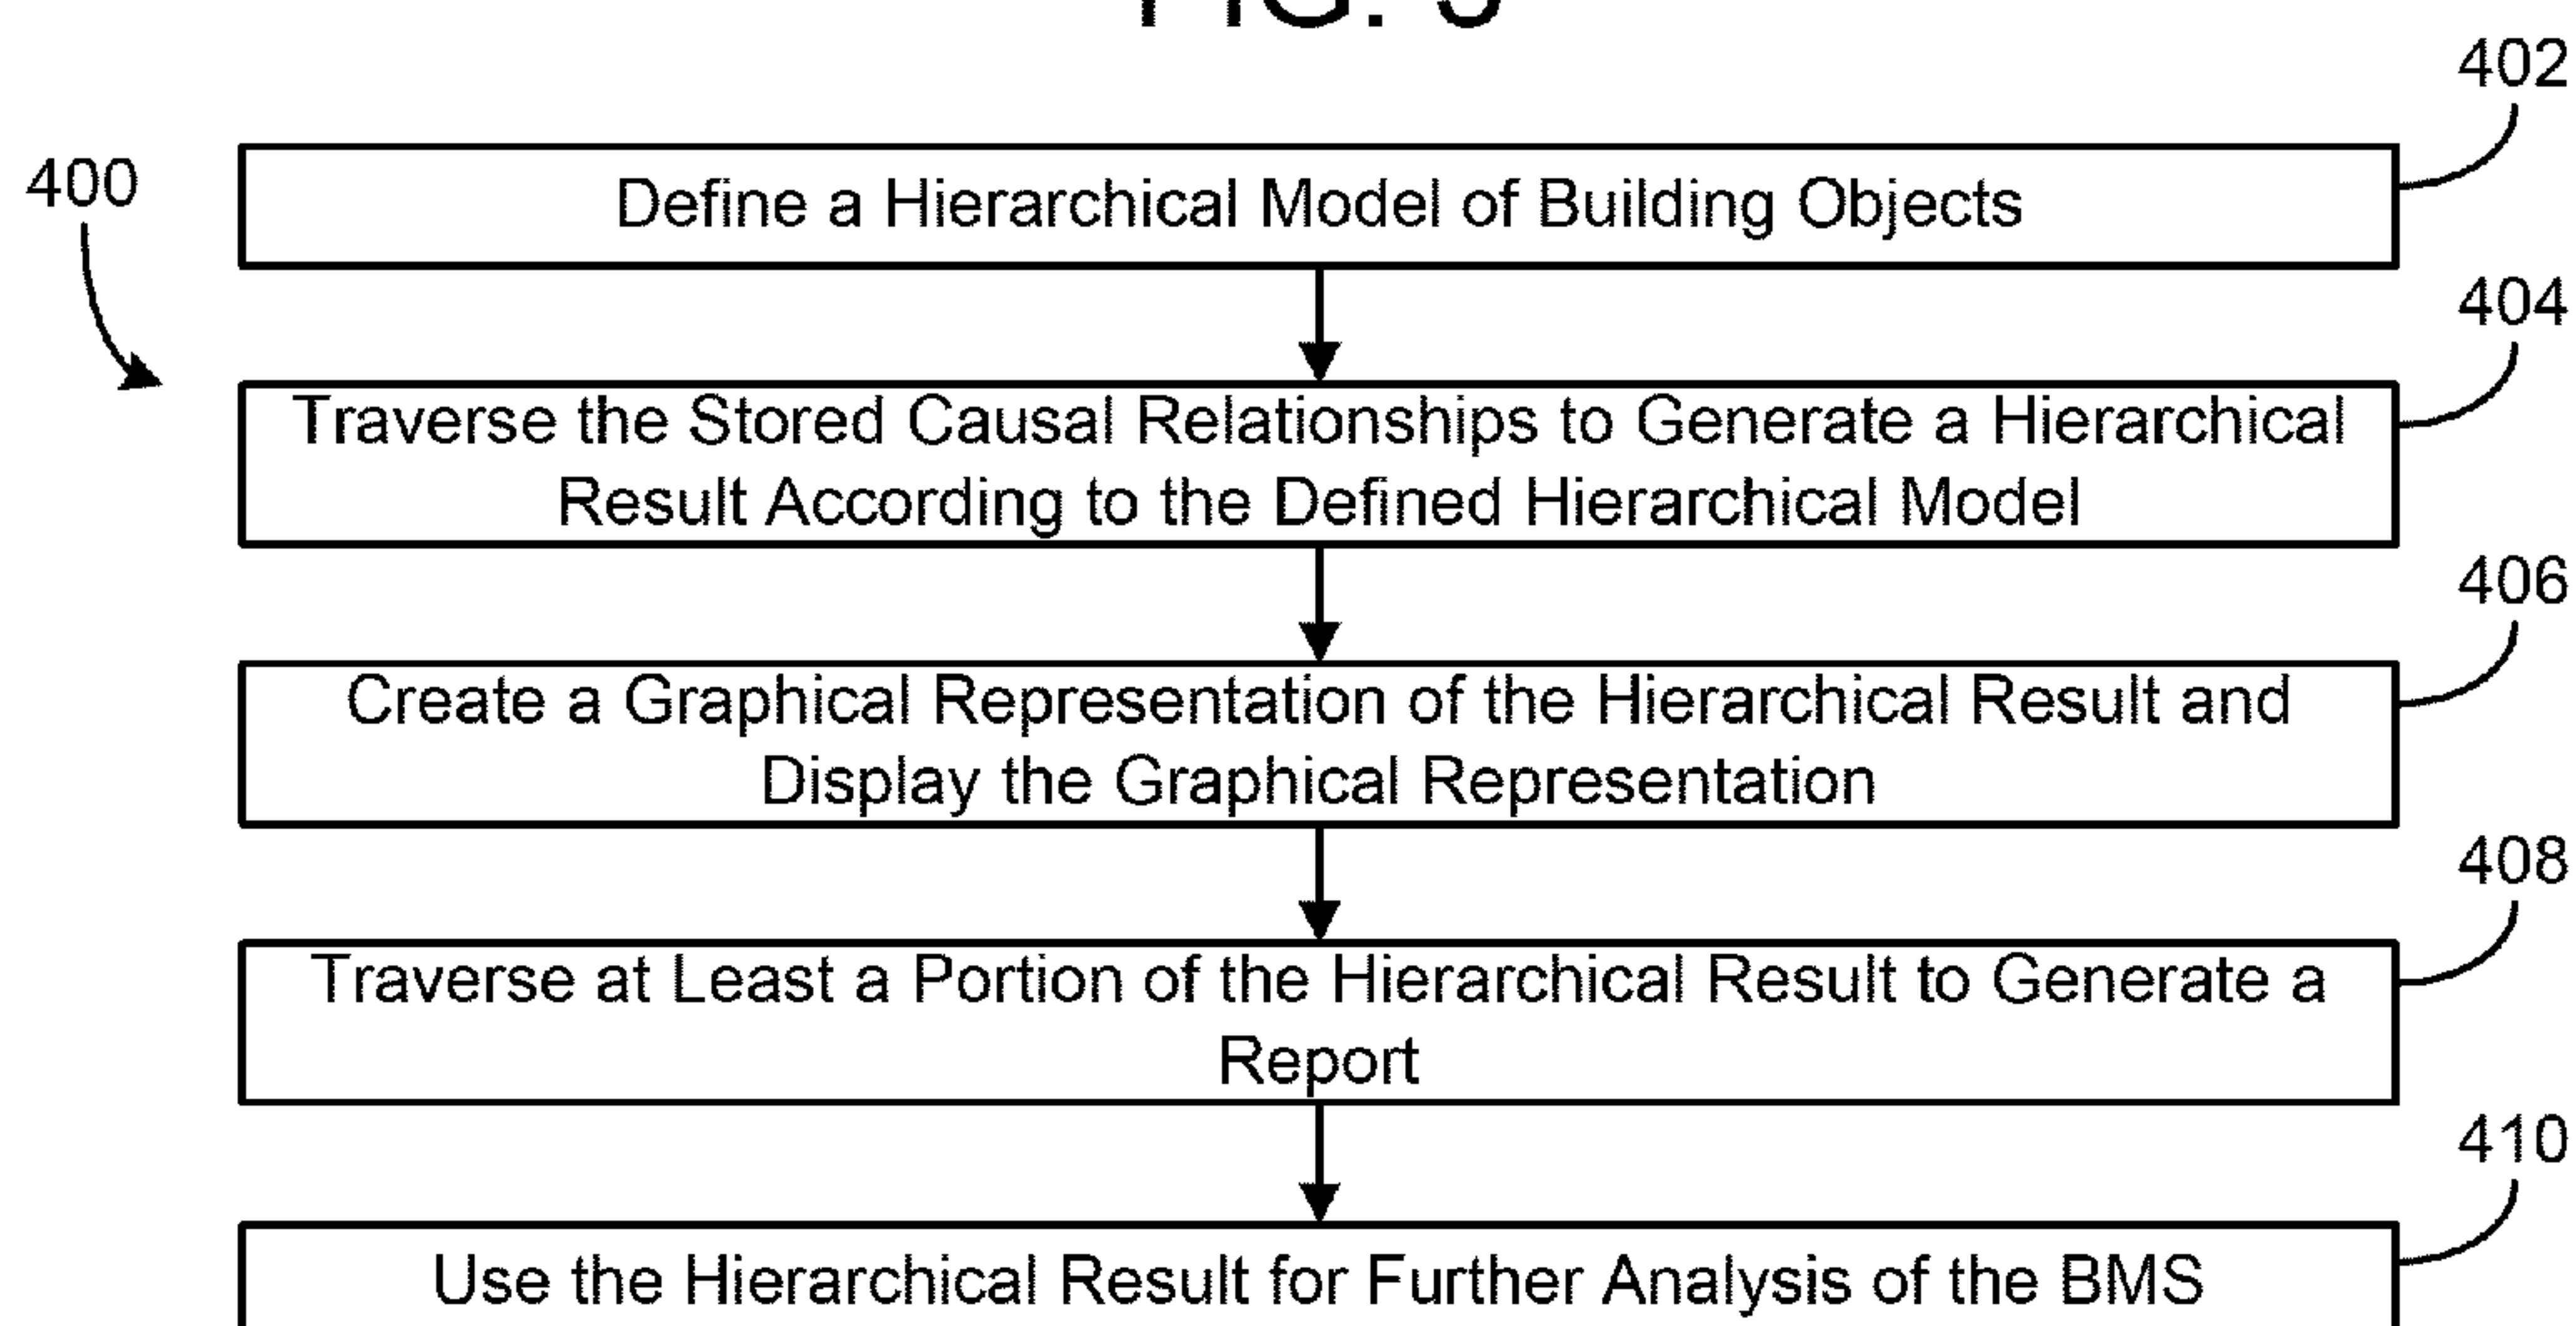 402
400
Define a Hierarchical Model of Building Objects
404
Traverse the Stored Causal Relationships to Generate a Hierarchical
Result According to the Defined Hierarchical Model
406
Create a Graphical Representation of the Hierarchical Result and
Display the Graphical Representation
408
Traverse at Least a Portion of the Hierarchical Result to Generate a
Report
410
Use the Hierarchical Result for Further Analysis of the BMS